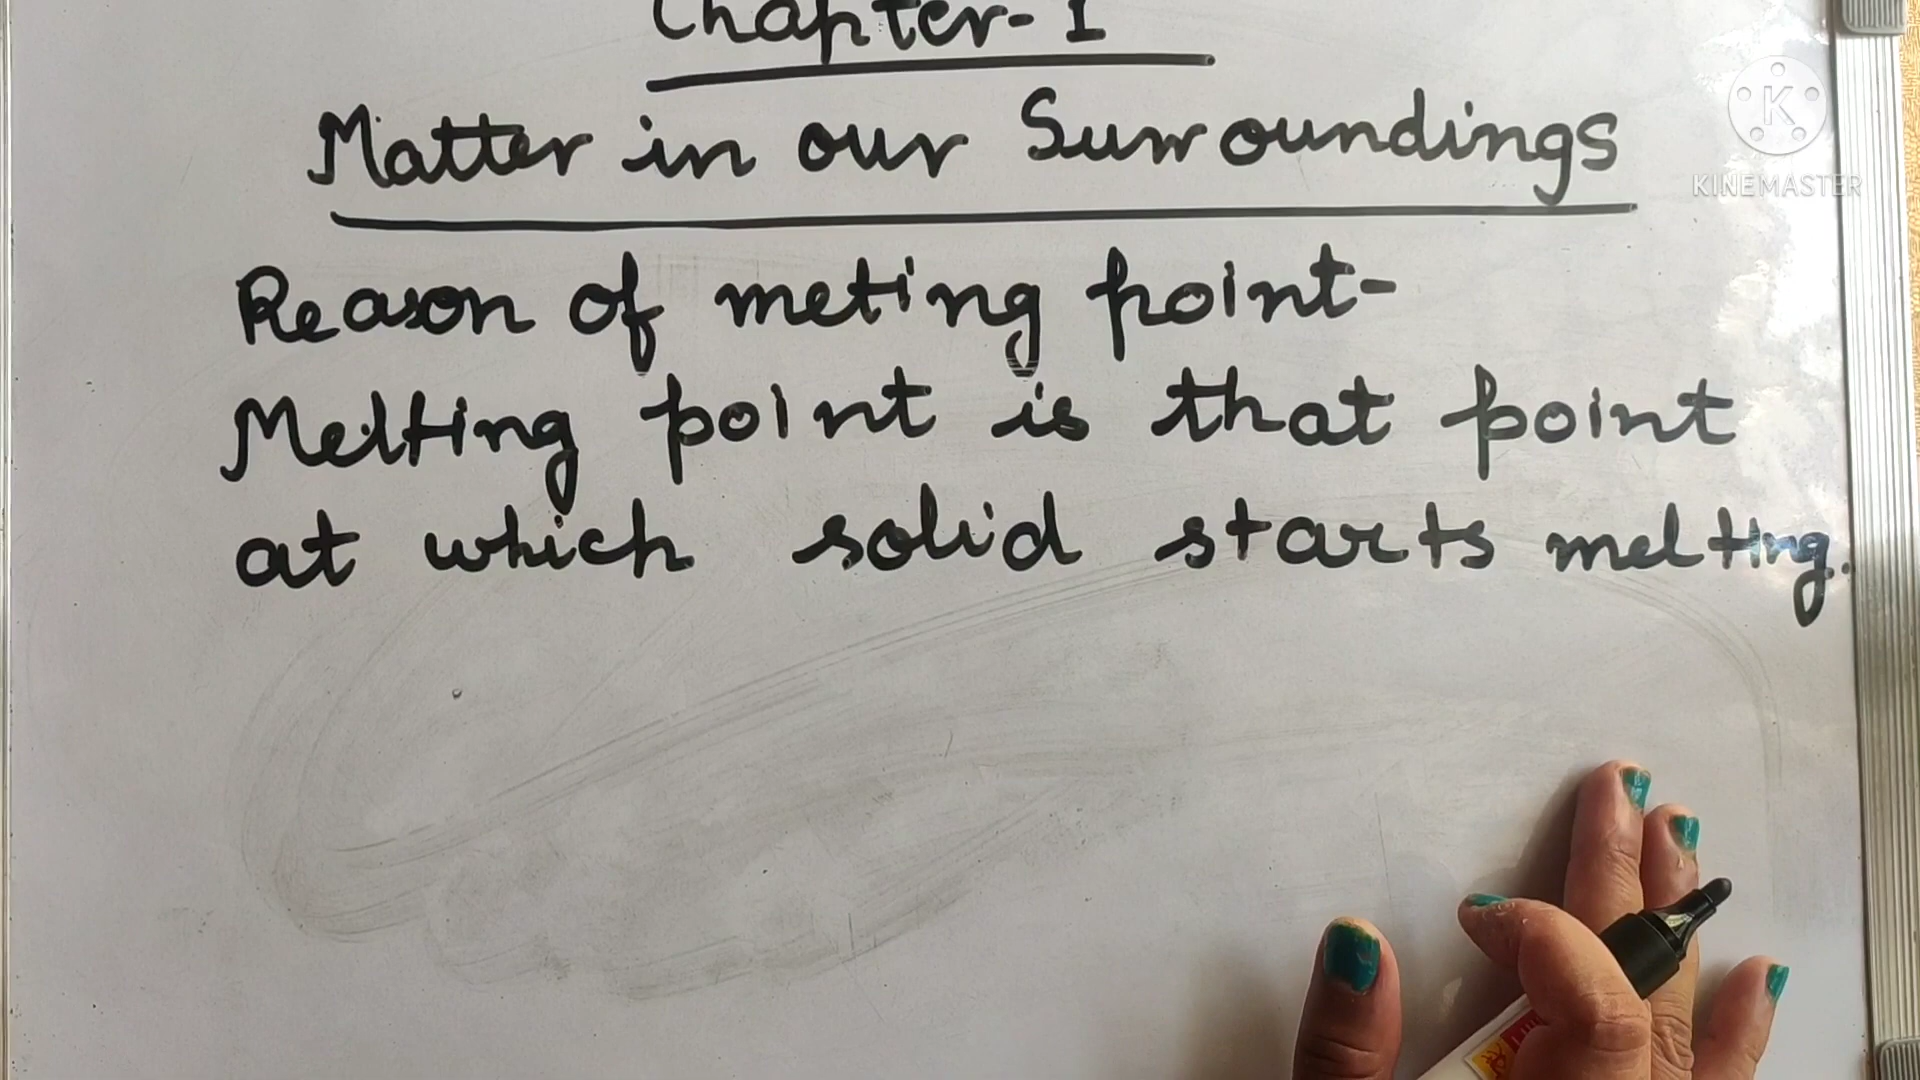 Chapter-1
Matter in our Surroundings
K
KINEMASTER
Reason of meting point-
Melting point is that point
at which solid starts melting.